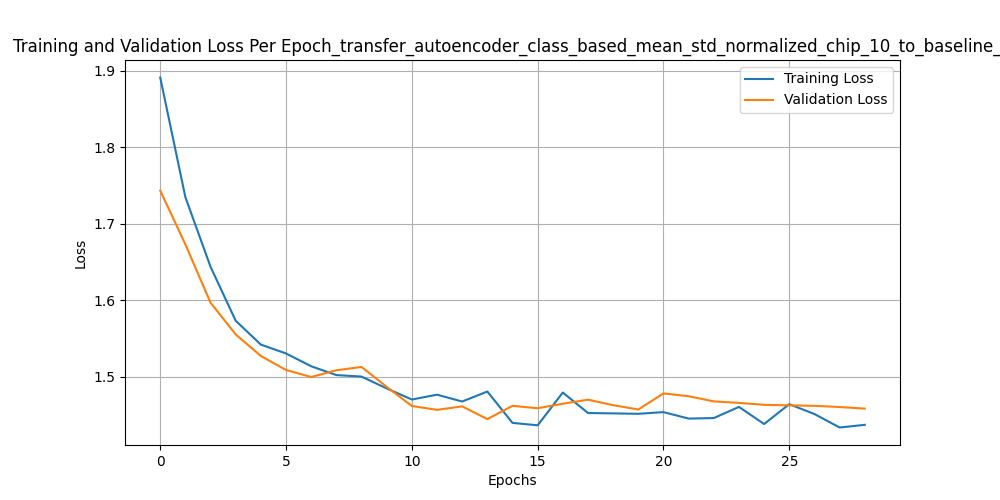 Training and Validation Loss Per Epoch_transfer_autoencoder_class_based_mean_std_normalized_chip_10_to_baseline_
Training Loss
Validation Loss
1.9
1.8
1.7
1.6
1.5
Loss
0
5
10
15
20
25
Epochs